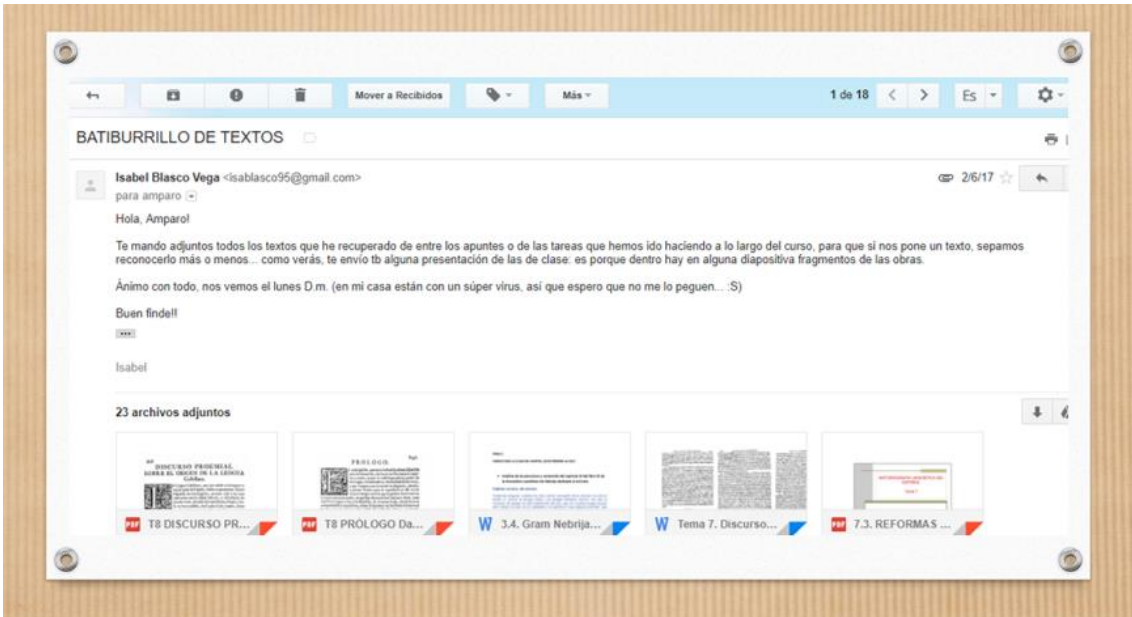 Mover a Recibidos
Más
1 de 18
Es
BATIBURRILLO DE TEXTOS
Isabel Blasco Vega <isablasco95@gmail.com>
2/6/17
para amparo
Hola, Amparo!
Te mando adjuntos todos los textos que he recuperado de entre los apuntes o de las tareas que hemos ido haciendo a lo largo del curso, para que si nos pone un texto, sepamos
reconocerlo más o menos... como verás, te envío tb alguna presentación de las de clase: es porque dentro hay en alguna diapositiva fragmentos de las obras.
Ánimo con todo, nos vemos el lunes D.m. (en mi casa están con un súper virus, así que espero que no me lo peguen... :S)
Buen finde!!
Isabel
23 archivos adjuntos
DISCURSO PROEMIAL
SOBRE EL ORIGEN DE LA LENGUA
PROLOGO.
PDF T8 DISCURSO PR...
PDF T8 PRÓLOGO Da...
W 3.4. Gram Nebrija...
W Tema 7. Discurso...
PDF 7.3. REFORMAS ...